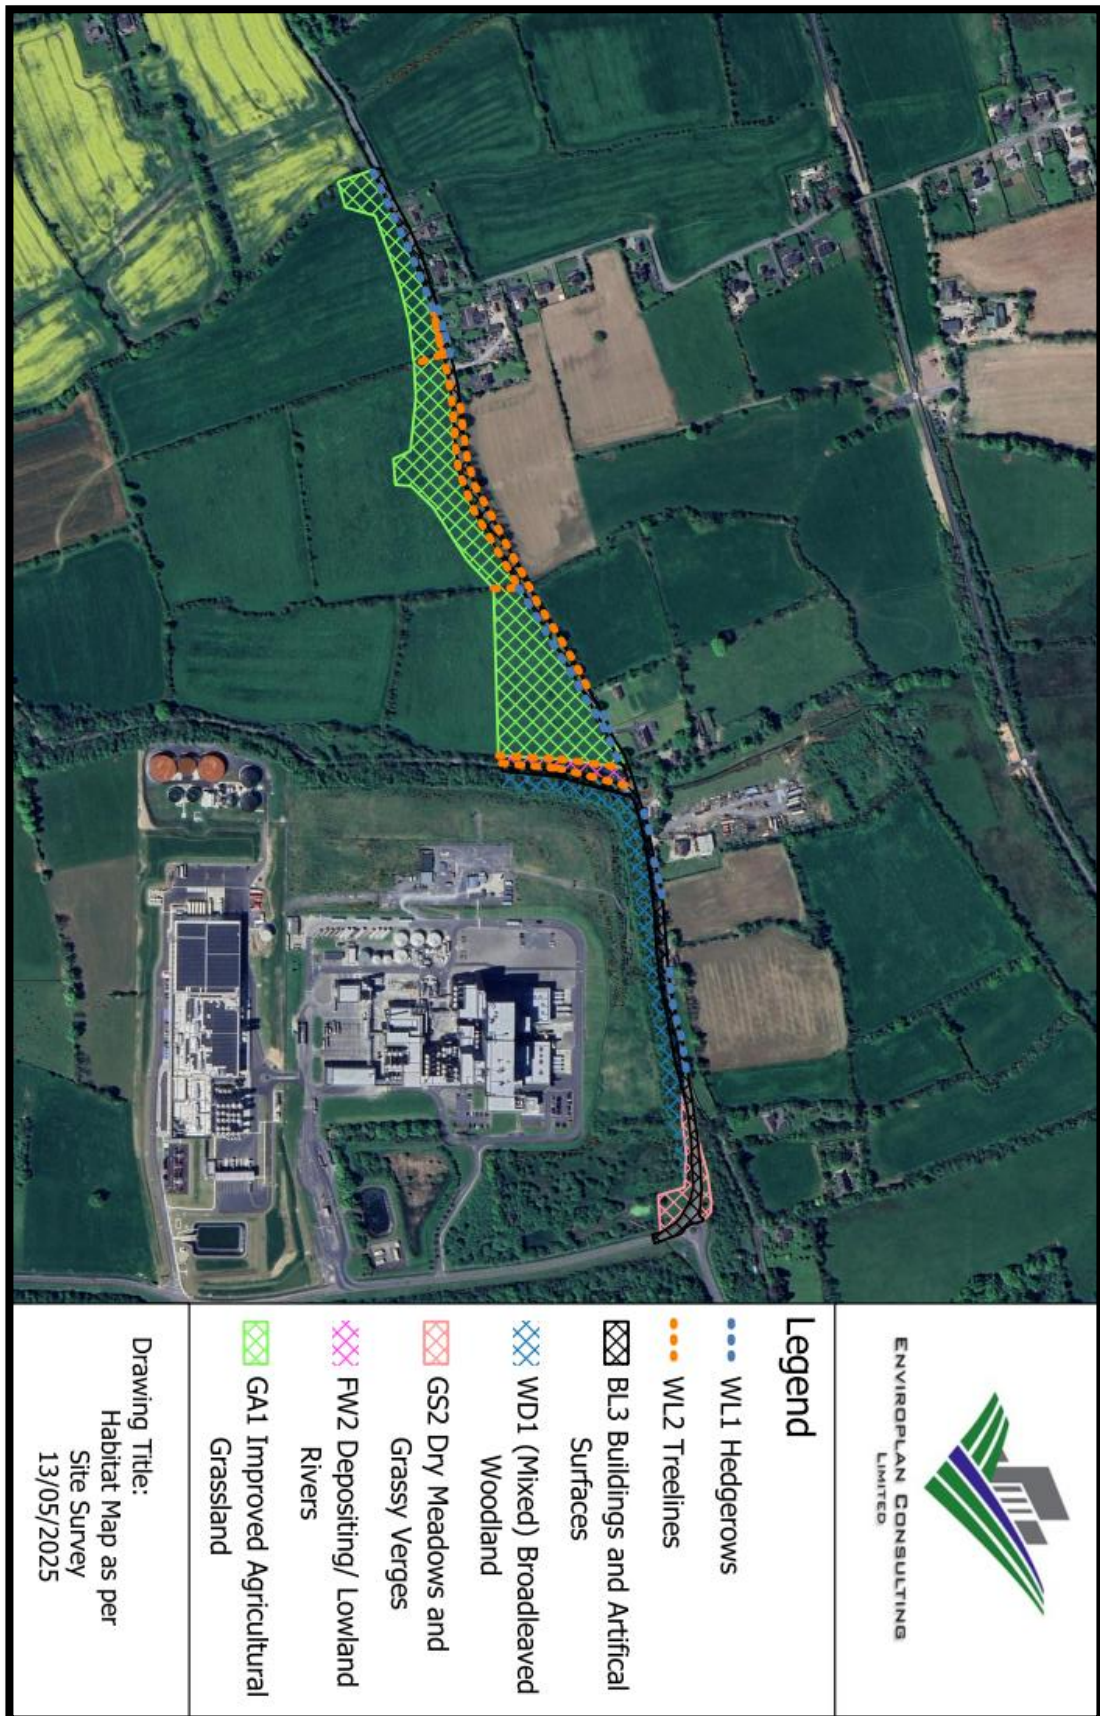 ENVIROPLAN CONSULTING
LIMITED
Legend
WL1 Hedgerows
WL2 Treelines
BL3 Buildings and Artifical
Surfaces
WD1 (Mixed) Broadleaved
Woodland
GS2 Dry Meadows and
Grassy Verges
FW2 Depositing/ Lowland
Rivers
GA1 Improved Agricultural
Grassland
Drawing Title:
Habitat Map as per
Site Survey
13/05/2025